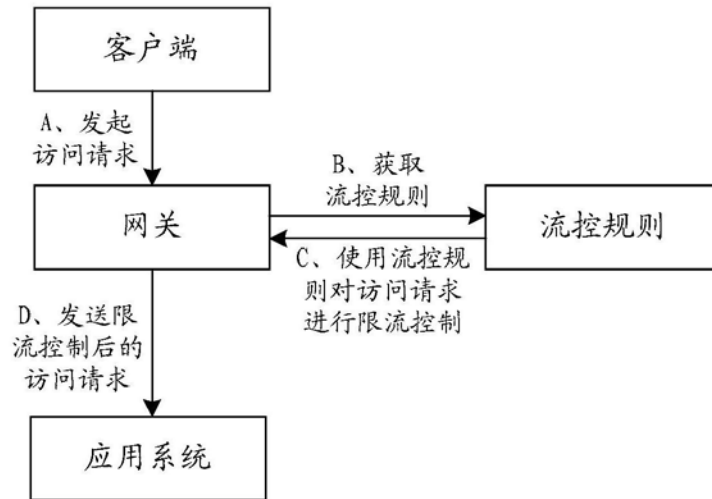 客户端
A、发起
访问请求
B、获取
流控规则
网关
流控规则
C、使用流控规
则对访问请求
进行限流控制
D、发送限
流控制后的
访问请求
应用系统